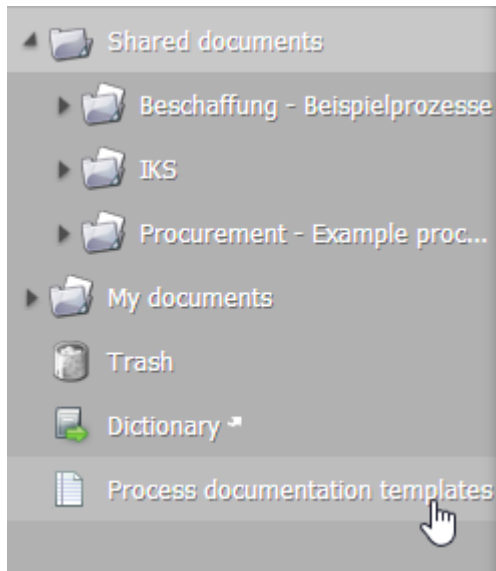 Shared documents
Beschaffung - Beispielprozesse
IKS
Procurement - Example proc...
My documents
Trash
Dictionary
Process documentation templates